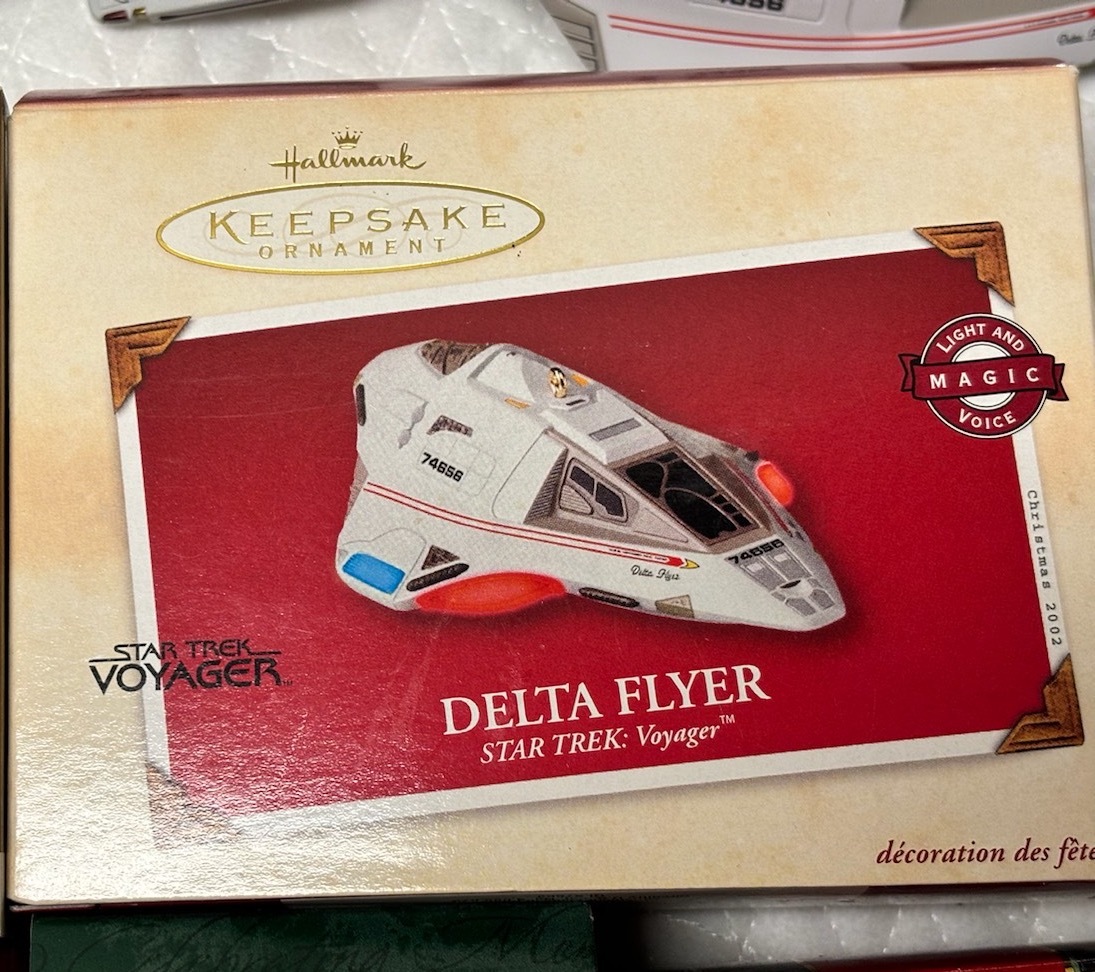 Hallmark
KEEPSAKE
ORNAMENT
LIGHT AND
MAGIC
VOICE
Christmas 2002
74656
74656
Delta Flyer
STAR TREK
VOYAGER
DELTA FLYER
STAR TREK: Voyager™
décoration des fête